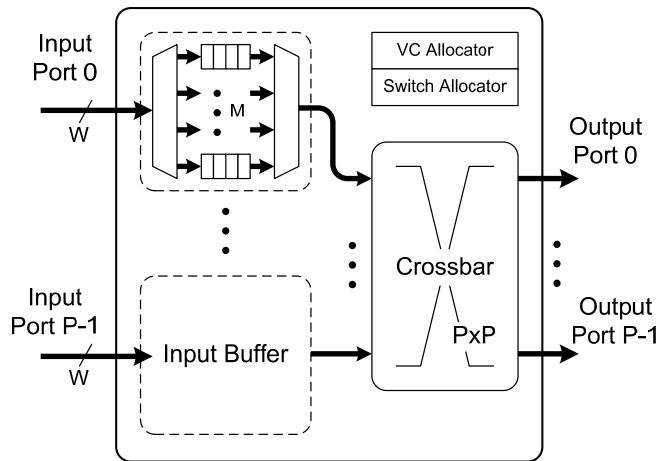 Input
Port 0
W
M
VC Allocator
Switch Allocator
Output
Port 0
Crossbar
PxP
Input
Port P-1
W
Input Buffer
Output
Port P-1